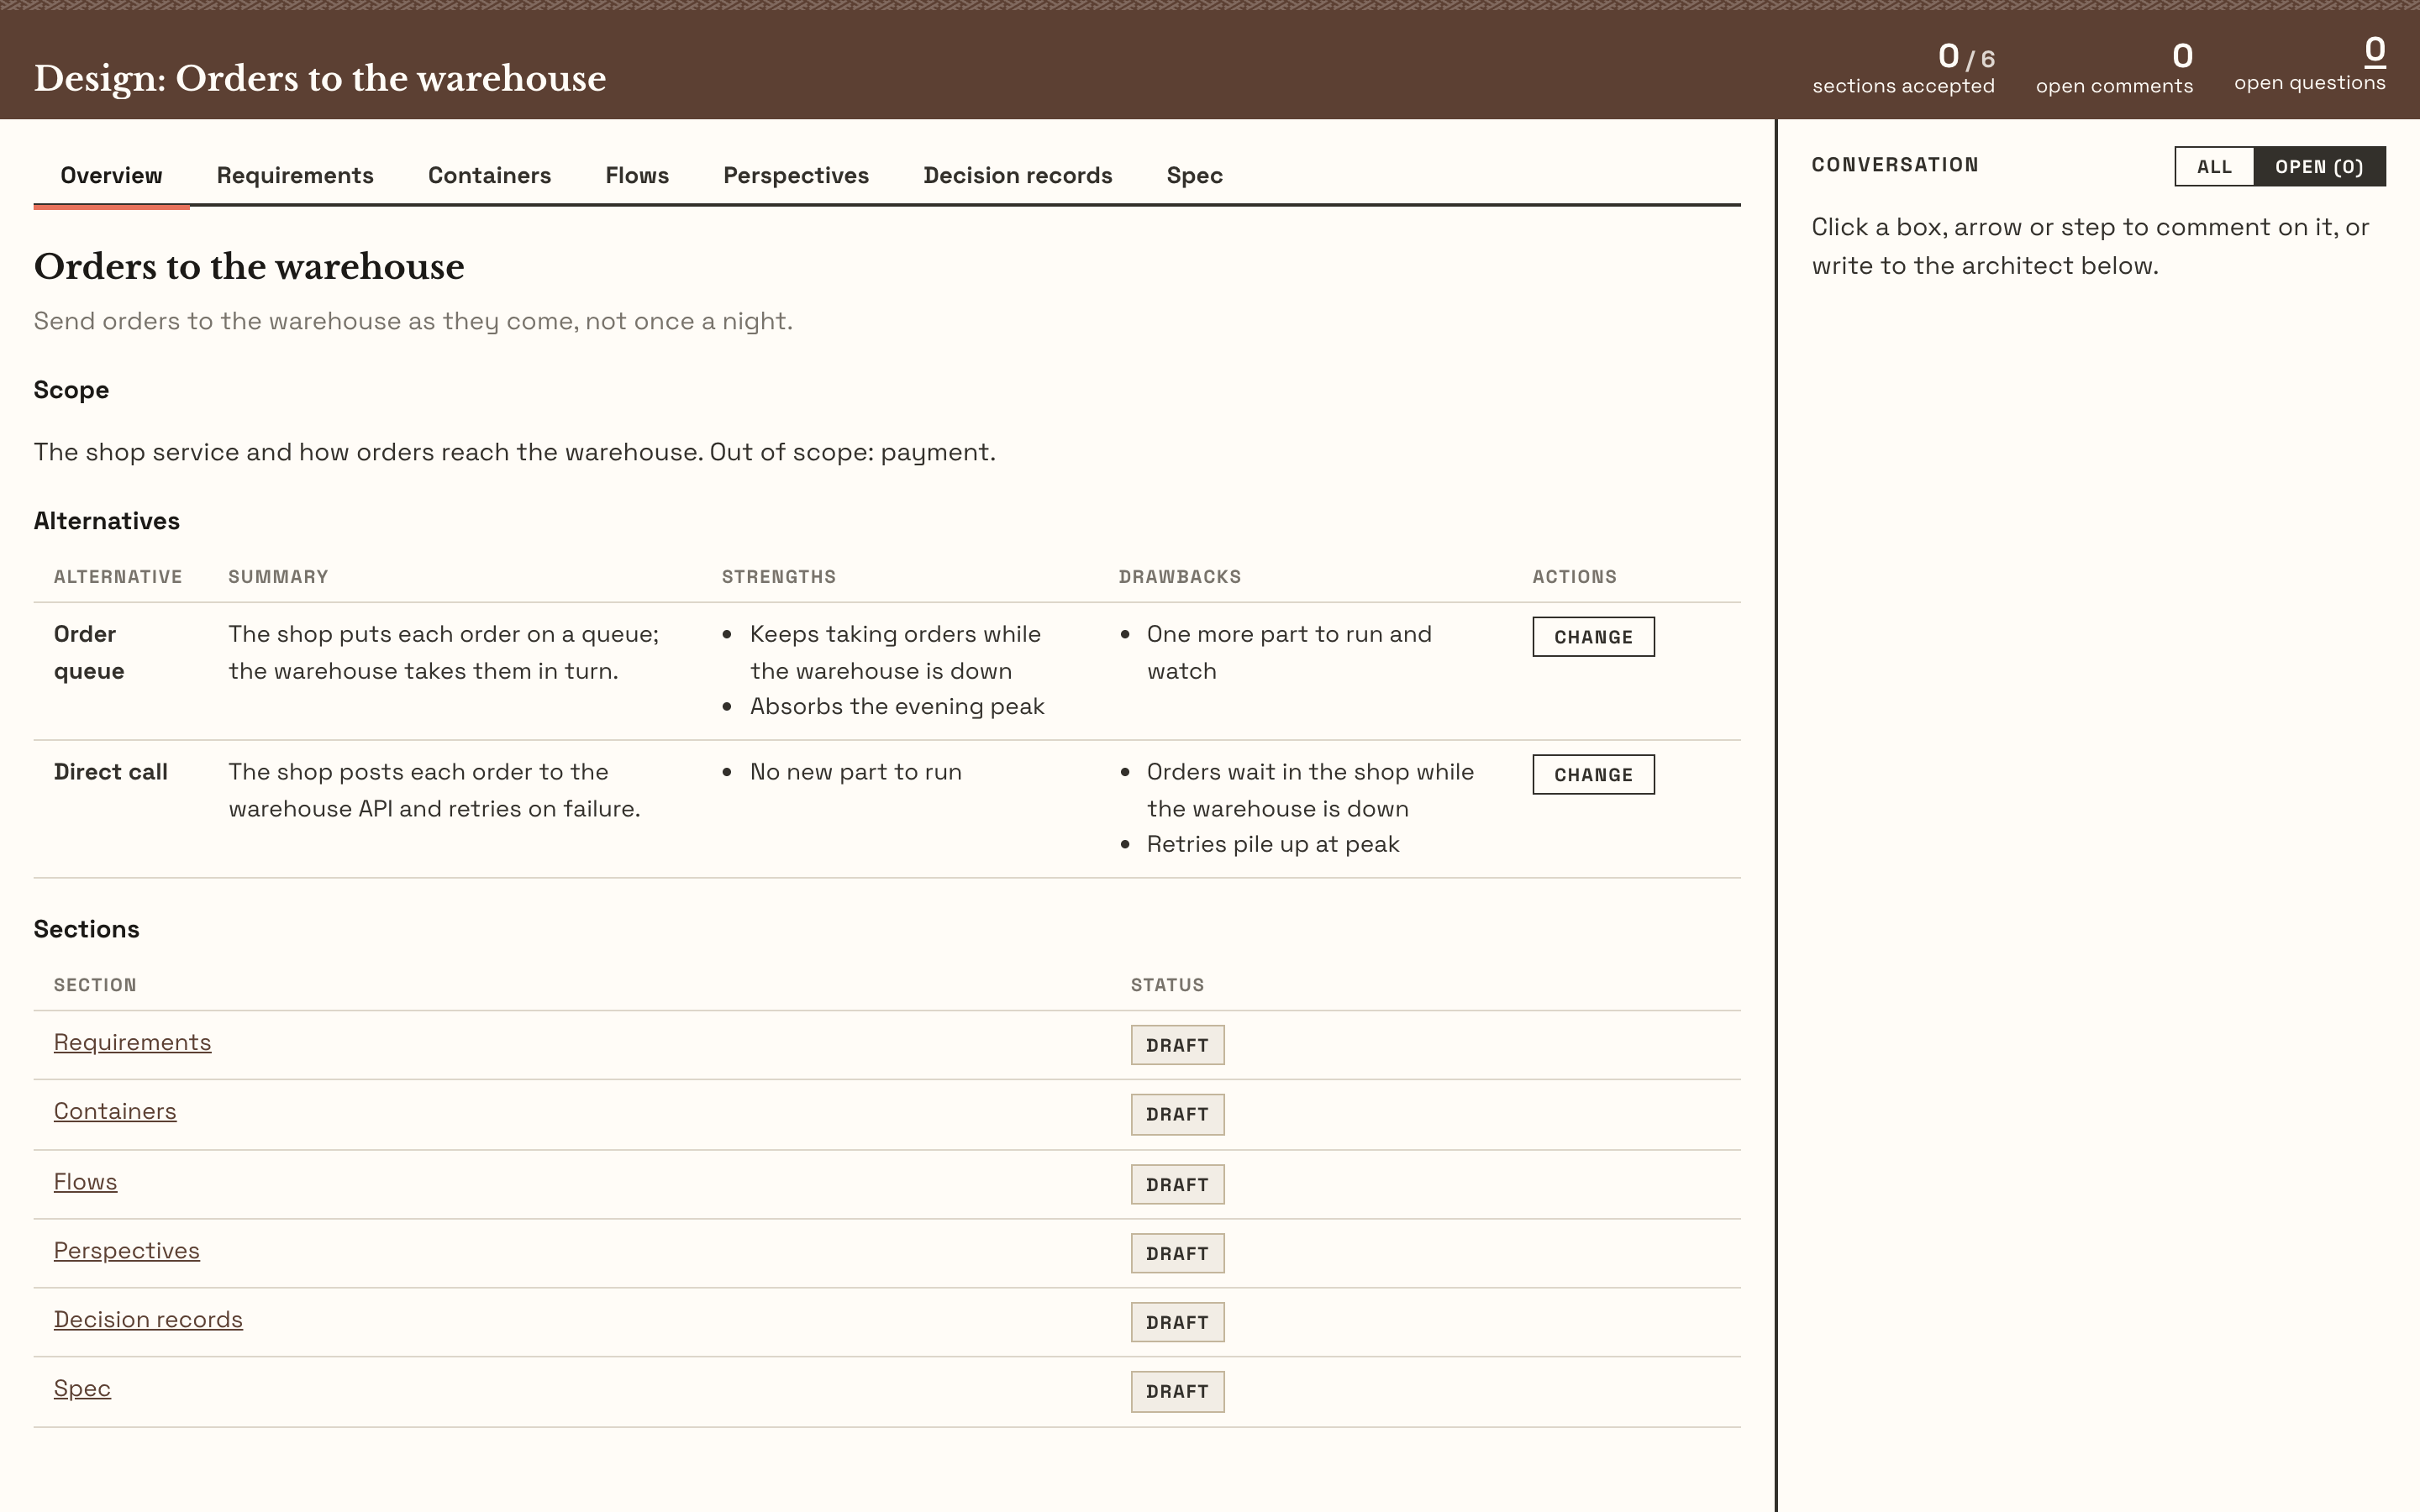 Design: Orders to the warehouse
0 / 6
sections accepted
0
open comments
0
open questions
Overview Requirements Containers Flows Perspectives Decision records Spec
Orders to the warehouse
Send orders to the warehouse as they come, not once a night.
Scope
The shop service and how orders reach the warehouse. Out of scope: payment.
Alternatives
ALTERNATIVE SUMMARY STRENGTHS DRAWBACKS ACTIONS
Order
queue
The shop puts each order on a queue;
the warehouse takes them in turn.
• Keeps taking orders while
the warehouse is down
• Absorbs the evening peak
• One more part to run and
watch
CHANGE
Direct call
The shop posts each order to the
warehouse API and retries on failure.
• No new part to run
• Orders wait in the shop while
the warehouse is down
• Retries pile up at peak
CHANGE
Sections
SECTION STATUS
Requirements DRAFT
Containers DRAFT
Flows DRAFT
Perspectives DRAFT
Decision records DRAFT
Spec DRAFT
CONVERSATION
ALL OPEN (0)
Click a box, arrow or step to comment on it, or
write to the architect below.